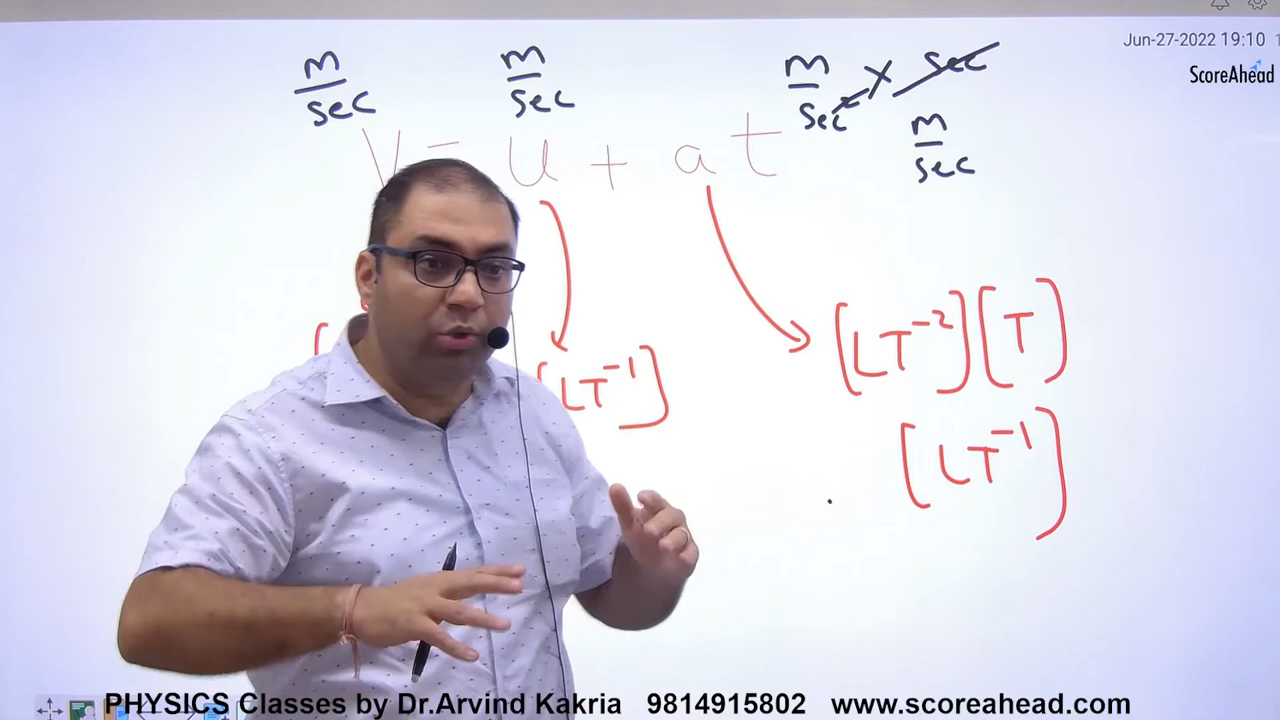 Jun-27-2022 19:10
ScoreAhead
m/sec m/sec m/sec × sec
m/sec
V = u + at
[LT⁻²][T]
[LT⁻¹]
[LT⁻¹]
PHYSICS Classes by Dr.Arvind Kakria 9814915802 www.scoreahead.com